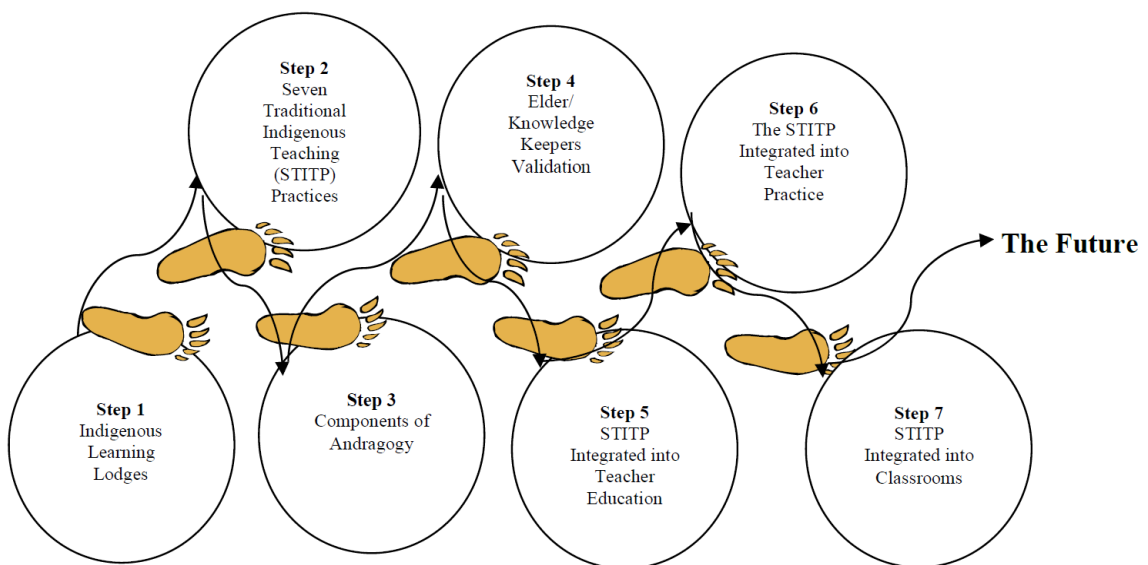 Step 1
Indigenous
Learning
Lodges
Step 2
Seven
Traditional
Indigenous
Teaching
(STITP)
Practices
Step 3
Components of
Andragogy
Step 4
Elder/
Knowledge
Keepers
Validation
Step 5
STITP
Integrated into
Teacher
Education
Step 6
The STITP
Integrated into
Teacher
Practice
Step 7
STITP
Integrated into
Classrooms
The Future